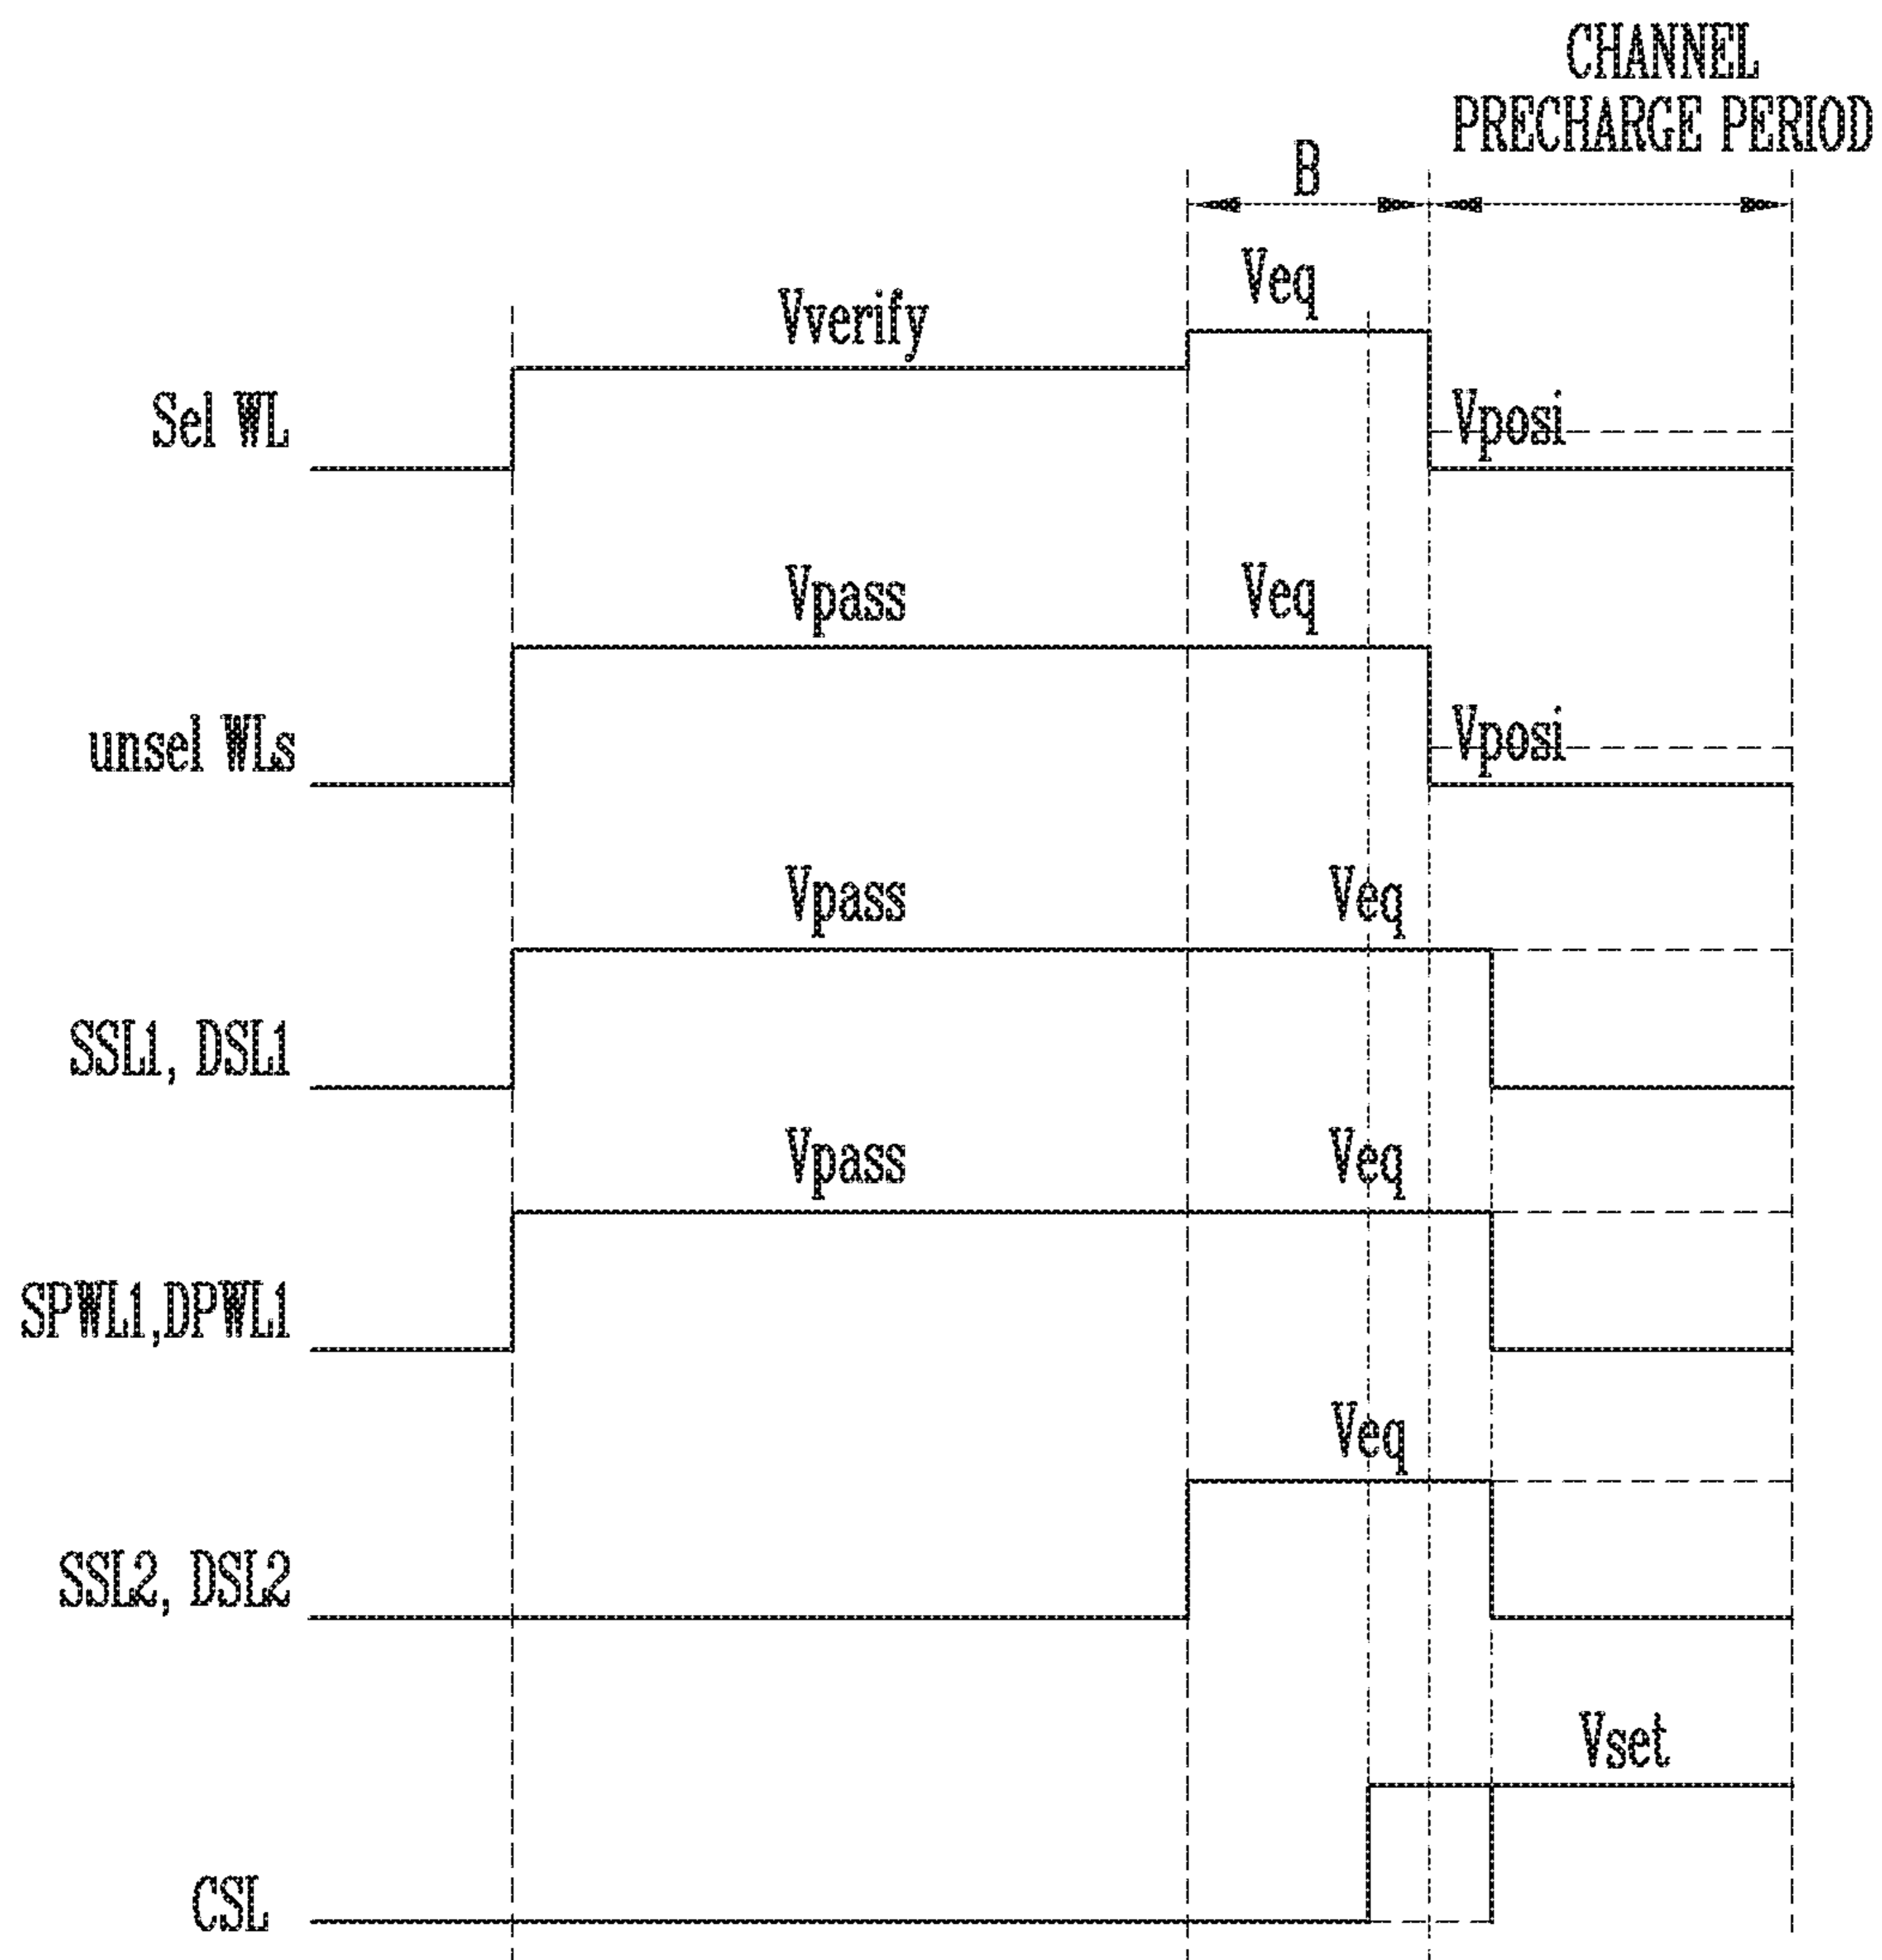 CHANNEL
PRECHARGE PERIOD
B
Veq
Vverify
Sel WL
Vposi
Vpass
Veq
unsel WLs
Vposi
Vpass
Veq
SSL1, DSL1
Vpass
Veq
SPWL1,DPWL1
Veq
SSL2, DSL2
Vset
CSL